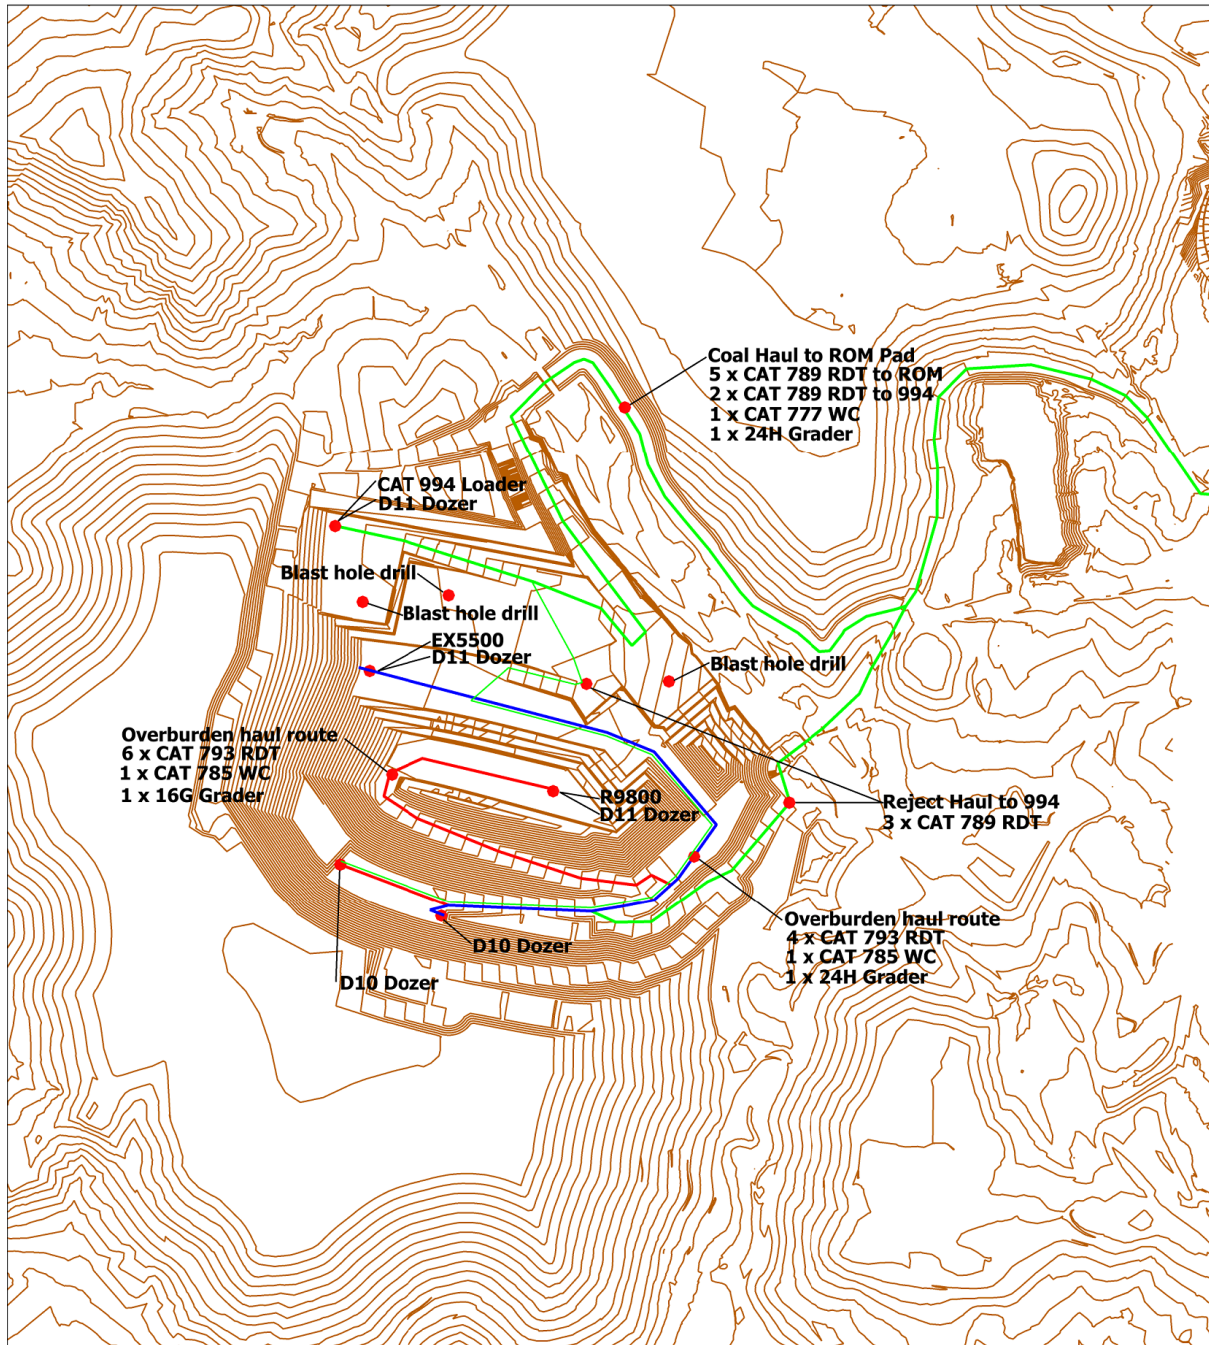 Coal Haul to ROM Pad
5 x CAT 789 RDT to ROM
2 x CAT 789 RDT to 994
1 x CAT 777 WC
1 x 24H Grader
CAT 994 Loader
D11 Dozer
Blast hole drill
Blast hole drill
EX5500
D11 Dozer
Blast hole drill
Overburden haul route
6 x CAT 793 RDT
1 x CAT 785 WC
1 x 16G Grader
R9800
D11 Dozer
Reject Haul to 994
3 x CAT 789 RDT
Overburden haul route
4 x CAT 793 RDT
1 x CAT 785 WC
1 x 24H Grader
D10 Dozer
D10 Dozer